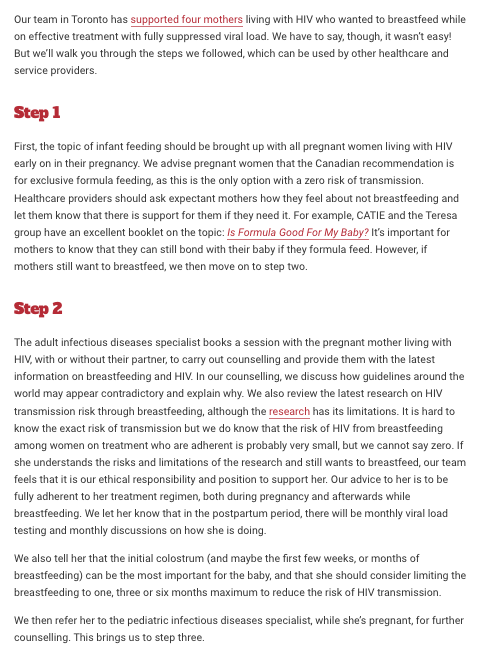 Our team in Toronto has supported four mothers living with HIV who wanted to breastfeed while
on effective treatment with fully suppressed viral load. We have to say, though, it wasn't easy!
But we'll walk you through the steps we followed, which can be used by other healthcare and
service providers.
Step 1
First, the topic of infant feeding should be brought up with all pregnant women living with HIV
early on in their pregnancy. We advise pregnant women that the Canadian recommendation is
for exclusive formula feeding, as this is the only option with a zero risk of transmission.
Healthcare providers should ask expectant mothers how they feel about not breastfeeding and
let them know that there is support for them if they need it. For example, CATIE and the Teresa
group have an excellent booklet on the topic: Is Formula Good For My Baby? It's important for
mothers to know that they can still bond with their baby if they formula feed. However, if
mothers still want to breastfeed, we then move on to step two.
Step 2
The adult infectious diseases specialist books a session with the pregnant mother living with
HIV, with or without their partner, to carry out counselling and provide them with the latest
information on breastfeeding and HIV. In our counselling, we discuss how guidelines around the
world may appear contradictory and explain why. We also review the latest research on HIV
transmission risk through breastfeeding, although the research has its limitations. It is hard to
know the exact risk of transmission but we do know that the risk of HIV from breastfeeding
among women on treatment who are adherent is probably very small, but we cannot say zero. If
she understands the risks and limitations of the research and still wants to breastfeed, our team
feels that it is our ethical responsibility and position to support her. Our advice to her is to be
fully adherent to her treatment regimen, both during pregnancy and afterwards while
breastfeeding. We let her know that in the postpartum period, there will be monthly viral load
testing and monthly discussions on how she is doing.
We also tell her that the initial colostrum (and maybe the first few weeks, or months of
breastfeeding) can be the most important for the baby, and that she should consider limiting the
breastfeeding to one, three or six months maximum to reduce the risk of HIV transmission.
We then refer her to the pediatric infectious diseases specialist, while she's pregnant, for further
counselling. This brings us to step three.